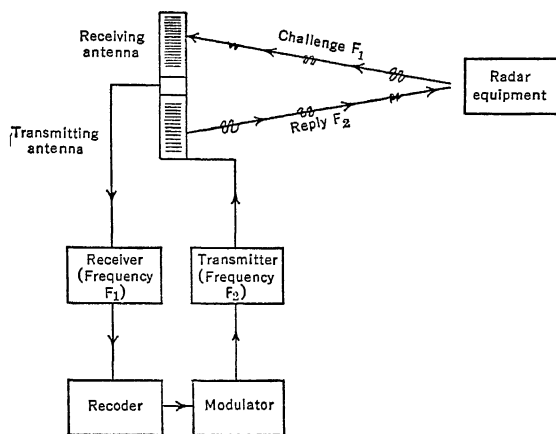 Receiving
antenna
Challenge F₁
Radar
equipment
Transmitting
antenna
Reply F₂
Receiver
(Frequency
F₁)
Transmitter
(Frequency
F₂)
Recoder
Modulator